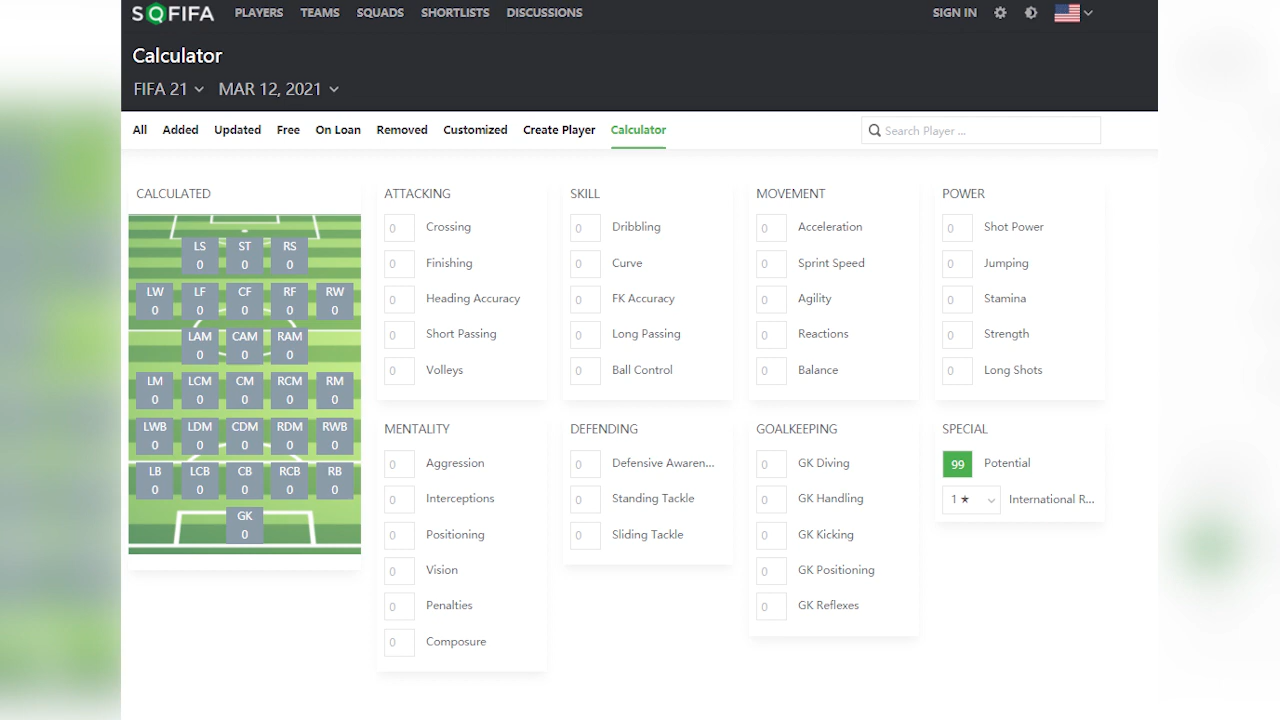 SOFIFA PLAYERS TEAMS SQUADS SHORTLISTS DISCUSSIONS SIGN IN
Calculator
FIFA 21 MAR 12, 2021
All Added Updated Free On Loan Removed Customized Create Player Calculator Search Player ...
CALCULATED
LS ST RS
0 0 0
LW LF CF RF RW
0 0 0 0 0
LAM CAM RAM
0 0 0
LM LCM CM RCM RM
0 0 0 0 0
LWB LDM CDM RDM RWB
0 0 0 0 0
LB LCB CB RCB RB
0 0 0 0 0
GK
0
ATTACKING
0 Crossing
0 Finishing
0 Heading Accuracy
0 Short Passing
0 Volleys
SKILL
0 Dribbling
0 Curve
0 FK Accuracy
0 Long Passing
0 Ball Control
MOVEMENT
0 Acceleration
0 Sprint Speed
0 Agility
0 Reactions
0 Balance
POWER
0 Shot Power
0 Jumping
0 Stamina
0 Strength
0 Long Shots
MENTALITY
0 Aggression
0 Interceptions
0 Positioning
0 Vision
0 Penalties
0 Composure
DEFENDING
0 Defensive Awaren...
0 Standing Tackle
0 Sliding Tackle
GOALKEEPING
0 GK Diving
0 GK Handling
0 GK Kicking
0 GK Positioning
0 GK Reflexes
SPECIAL
99 Potential
1 ★ International R...